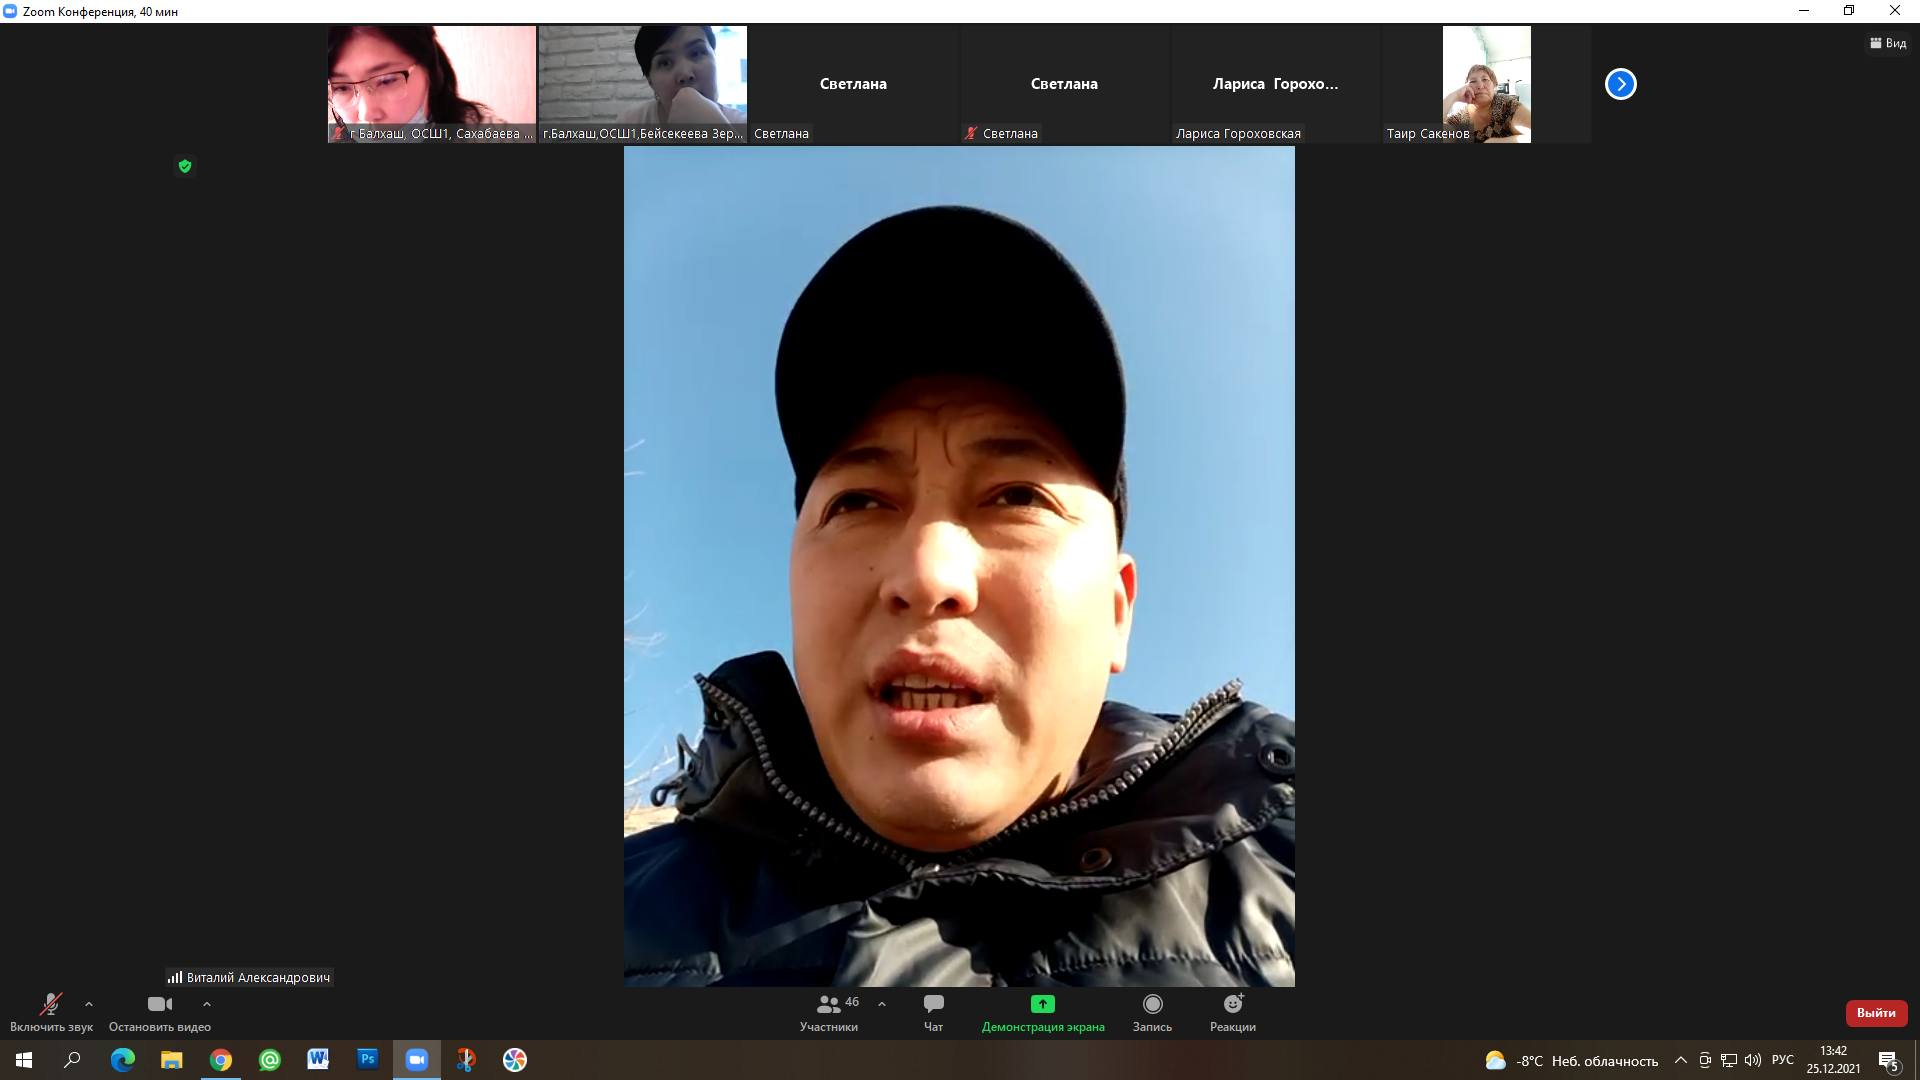 Zoom Конференция, 40 мин
Вид
Светлана
Светлана
Лариса Горохо...
г Балхаш, ОСШ1, Сахабаева ...
г.Балхаш,ОСШ1,Бейсекеева Зер...
Светлана
Светлана
Лариса Гороховская
Таир Сакенов
Виталий Александрович
Включить звук
Остановить видео
46
Участники
Чат
Демонстрация экрана
Запись
Реакции
Выйти
W
Ps
-8°C Неб. облачность
РУС
13:42
25.12.2021
5